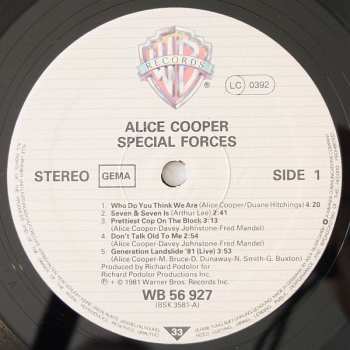 RECORDS
LC 0392
ALICE COOPER
SPECIAL FORCES
STEREO GEMA SIDE 1
1. Who Do You Think We Are (Alice Cooper/Duane Hitchings) 4:20
2. Seven & Seven Is (Arthur Lee) 2:41
3. Prettiest Cop On The Block 3:13
(Alice Cooper-Davey Johnstone-Fred Mandel)
4. Don't Talk Old To Me 2:54
(Alice Cooper-Davey Johnstone-Fred Mandel)
5. Generation Landslide '81 (Live) 3:53
(Alice Cooper-M. Bruce-D. Dunaway-N. Smith-G. Buxton)
Produced by Richard Podolor for
Richard Podolor Productions Inc.
℗ + © 1981 Warner Bros. Records Inc.
WB 56 927
(BSK 3581-A)
33